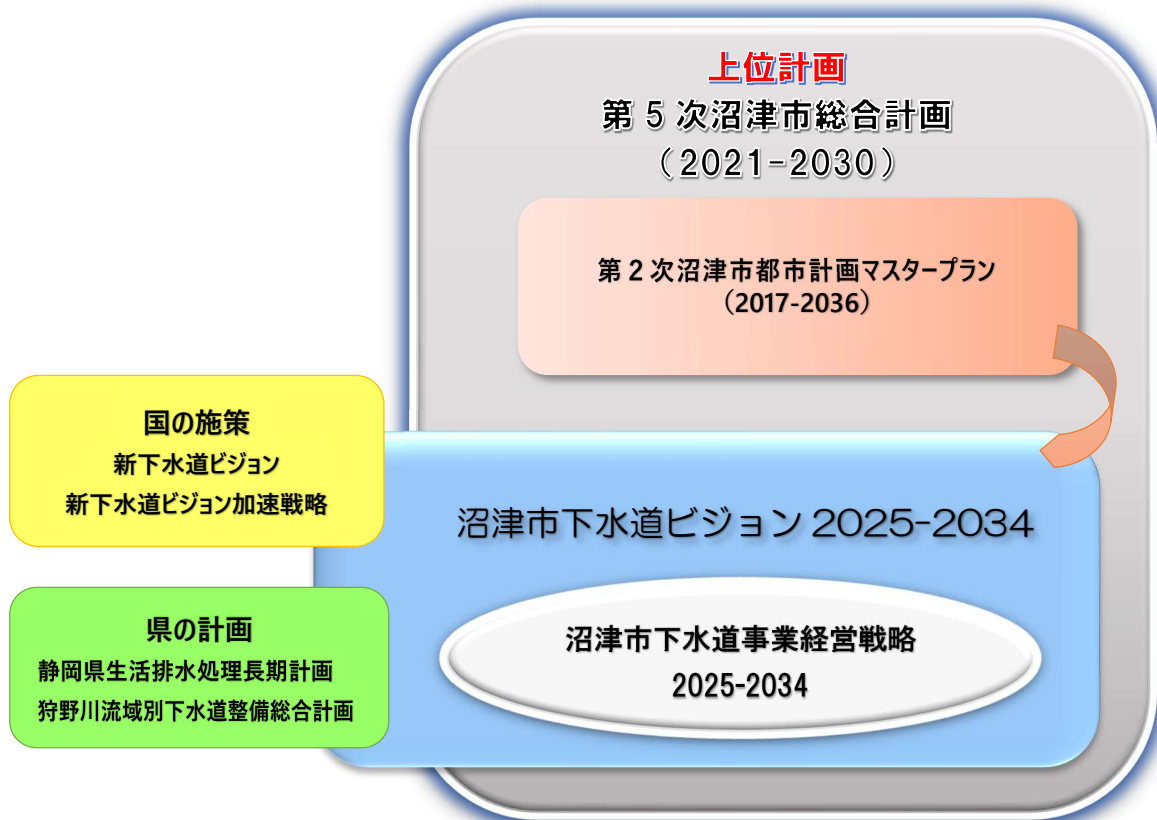 上位計画
第5次沼津市総合計画
（2021-2030）
第2次沼津市都市計画マスタープラン
（2017-2036）
国の施策
新下水道ビジョン
新下水道ビジョン加速戦略
沼津市下水道ビジョン 2025-2034
県の計画
静岡県生活排水処理長期計画
狩野川流域別下水道整備総合計画
沼津市下水道事業経営戦略
2025-2034